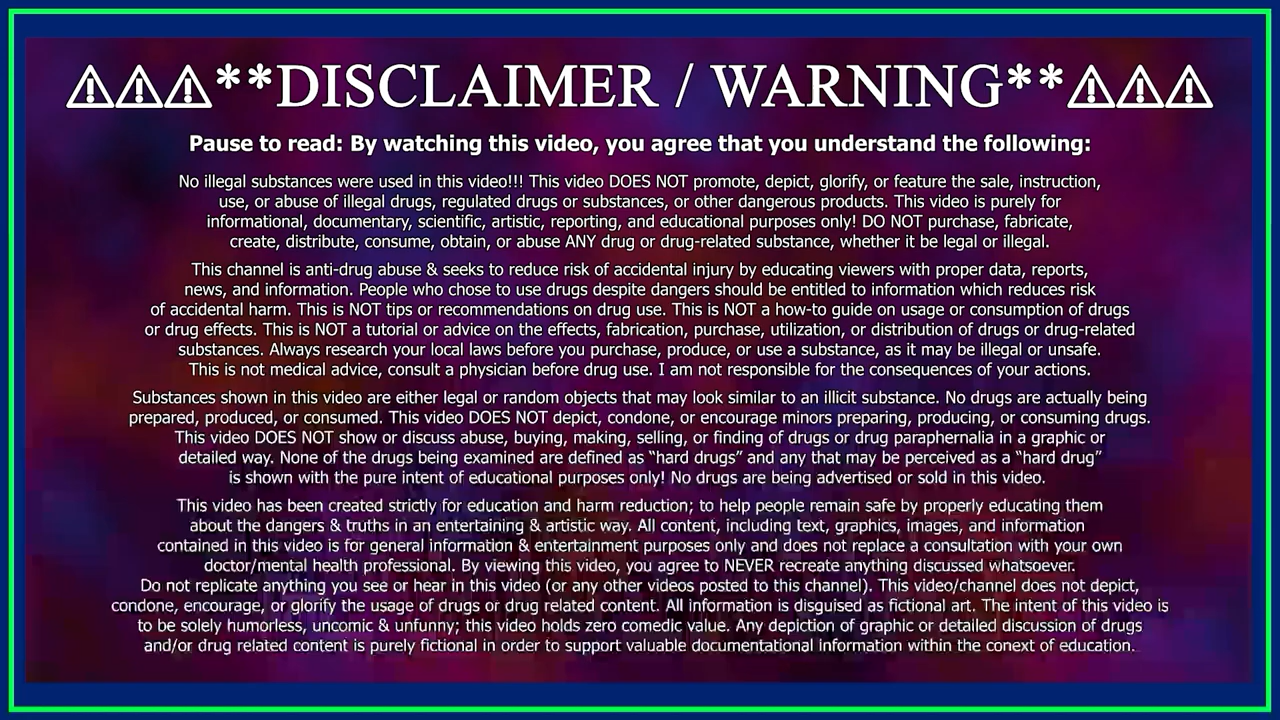 ⚠⚠⚠**DISCLAIMER / WARNING**⚠⚠⚠
Pause to read: By watching this video, you agree that you understand the following:
No illegal substances were used in this video!!! This video DOES NOT promote, depict, glorify, or feature the sale, instruction,
use, or abuse of illegal drugs, regulated drugs or substances, or other dangerous products. This video is purely for
informational, documentary, scientific, artistic, reporting, and educational purposes only! DO NOT purchase, fabricate,
create, distribute, consume, obtain, or abuse ANY drug or drug-related substance, whether it be legal or illegal.
This channel is anti-drug abuse & seeks to reduce risk of accidental injury by educating viewers with proper data, reports,
news, and information. People who chose to use drugs despite dangers should be entitled to information which reduces risk
of accidental harm. This is NOT tips or recommendations on drug use. This is NOT a how-to guide on usage or consumption of drugs
or drug effects. This is NOT a tutorial or advice on the effects, fabrication, purchase, utilization, or distribution of drugs or drug-related
substances. Always research your local laws before you purchase, produce, or use a substance, as it may be illegal or unsafe.
This is not medical advice, consult a physician before drug use. I am not responsible for the consequences of your actions.
Substances shown in this video are either legal or random objects that may look similar to an illicit substance. No drugs are actually being
prepared, produced, or consumed. This video DOES NOT depict, condone, or encourage minors preparing, producing, or consuming drugs.
This video DOES NOT show or discuss abuse, buying, making, selling, or finding of drugs or drug paraphernalia in a graphic or
detailed way. None of the drugs being examined are defined as “hard drugs” and any that may be perceived as a “hard drug”
is shown with the pure intent of educational purposes only! No drugs are being advertised or sold in this video.
This video has been created strictly for education and harm reduction; to help people remain safe by properly educating them
about the dangers & truths in an entertaining & artistic way. All content, including text, graphics, images, and information
contained in this video is for general information & entertainment purposes only and does not replace a consultation with your own
doctor/mental health professional. By viewing this video, you agree to NEVER recreate anything discussed whatsoever.
Do not replicate anything you see or hear in this video (or any other videos posted to this channel). This video/channel does not depict,
condone, encourage, or glorify the usage of drugs or drug related content. All information is disguised as fictional art. The intent of this video is
to be solely humorless, uncomic & unfunny; this video holds zero comedic value. Any depiction of graphic or detailed discussion of drugs
and/or drug related content is purely fictional in order to support valuable documentational information within the conext of education.